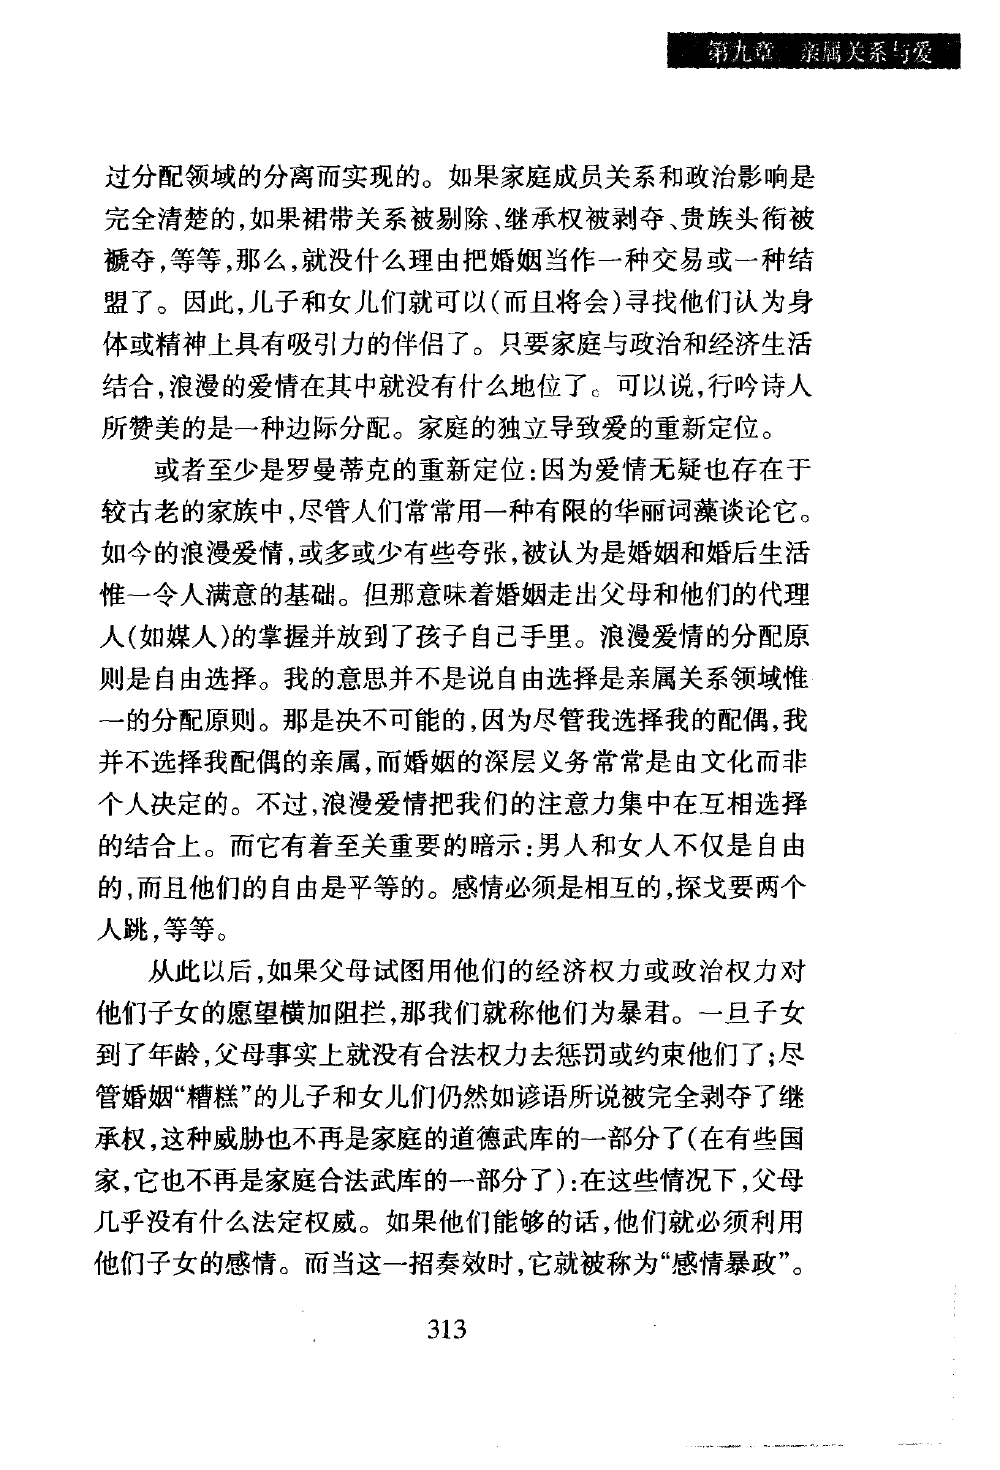 第九章 亲属关系与爱
过分配领域的分离而实现的。如果家庭成员关系和政治影响是
完全清楚的,如果裙带关系被剔除、继承权被剥夺、贵族头衔被
褫夺,等等,那么,就没什么理由把婚姻当作一种交易或一种结
盟了。因此,儿子和女儿们就可以(而且将会)寻找他们认为身
体或精神上具有吸引力的伴侣了。只要家庭与政治和经济生活
结合,浪漫的爱情在其中就没有什么地位了。可以说,行吟诗人
所赞美的是一种边际分配。家庭的独立导致爱的重新定位。
或者至少是罗曼蒂克的重新定位:因为爱情无疑也存在于
较古老的家族中,尽管人们常常用一种有限的华丽词藻谈论它。
如今的浪漫爱情,或多或少有些夸张,被认为是婚姻和婚后生活
惟一令人满意的基础。但那意味着婚姻走出父母和他们的代理
人(如媒人)的掌握并放到了孩子自己手里。浪漫爱情的分配原
则是自由选择。我的意思并不是说自由选择是亲属关系领域惟
一的分配原则。那是决不可能的,因为尽管我选择我的配偶,我
并不选择我配偶的亲属,而婚姻的深层义务常常是由文化而非
个人决定的。不过,浪漫爱情把我们的注意力集中在互相选择
的结合上。而它有着至关重要的暗示:男人和女人不仅是自由
的,而且他们的自由是平等的。感情必须是相互的,探戈要两个
人跳,等等。
从此以后,如果父母试图用他们的经济权力或政治权力对
他们子女的愿望横加阻拦,那我们就称他们为暴君。一旦子女
到了年龄,父母事实上就没有合法权力去惩罚或约束他们了;尽
管婚姻“糟糕”的儿子和女儿们仍然如谚语所说被完全剥夺了继
承权,这种威胁也不再是家庭的道德武库的一部分了(在有些国
家,它也不再是家庭合法武库的一部分了):在这些情况下,父母
几乎没有什么法定权威。如果他们能够的话,他们就必须利用
他们子女的感情。而当这一招奏效时,它就被称为“感情暴政”。
313